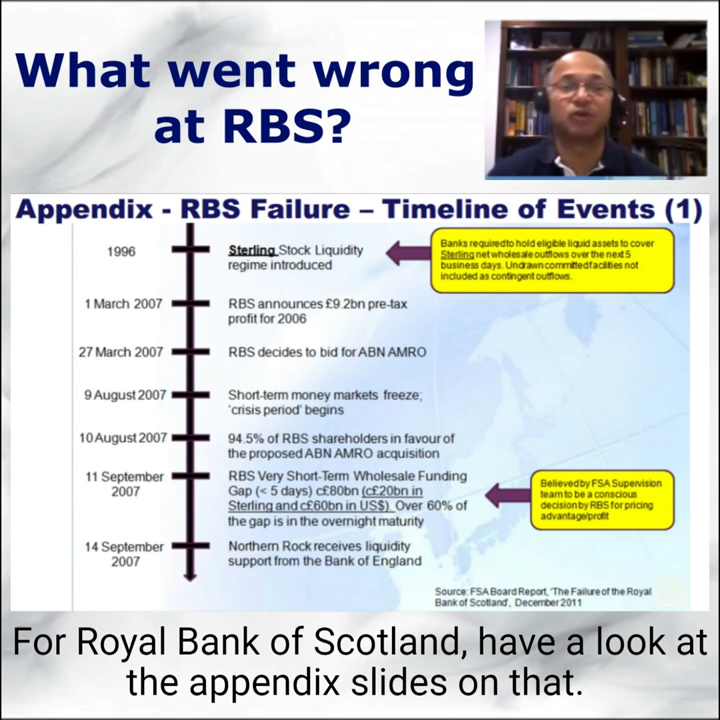 What went wrong
at RBS?
Appendix - RBS Failure – Timeline of Events (1)
1996
Sterling Stock Liquidity
regime introduced
Banks required to hold eligible liquid assets to cover
Sterling net wholesale outflows over the next 5
business days. Undrawn committed facilities not
included as contingent outflows.
1 March 2007
RBS announces £9.2bn pre-tax
profit for 2006
27 March 2007
RBS decides to bid for ABN AMRO
9 August 2007
Short-term money markets freeze;
'crisis period' begins
10 August 2007
94.5% of RBS shareholders in favour of
the proposed ABN AMRO acquisition
11 September
2007
RBS Very Short-Term Wholesale Funding
Gap (< 5 days) c£80bn (c£20bn in
Sterling and c£60bn in US$) Over 60% of
the gap is in the overnight maturity
Believed by FSA Supervision
team to be a conscious
decision by RBS for pricing
advantage/profit
14 September
2007
Northern Rock receives liquidity
support from the Bank of England
Source: FSA Board Report, 'The Failure of the Royal
Bank of Scotland', December 2011
For Royal Bank of Scotland, have a look at
the appendix slides on that.